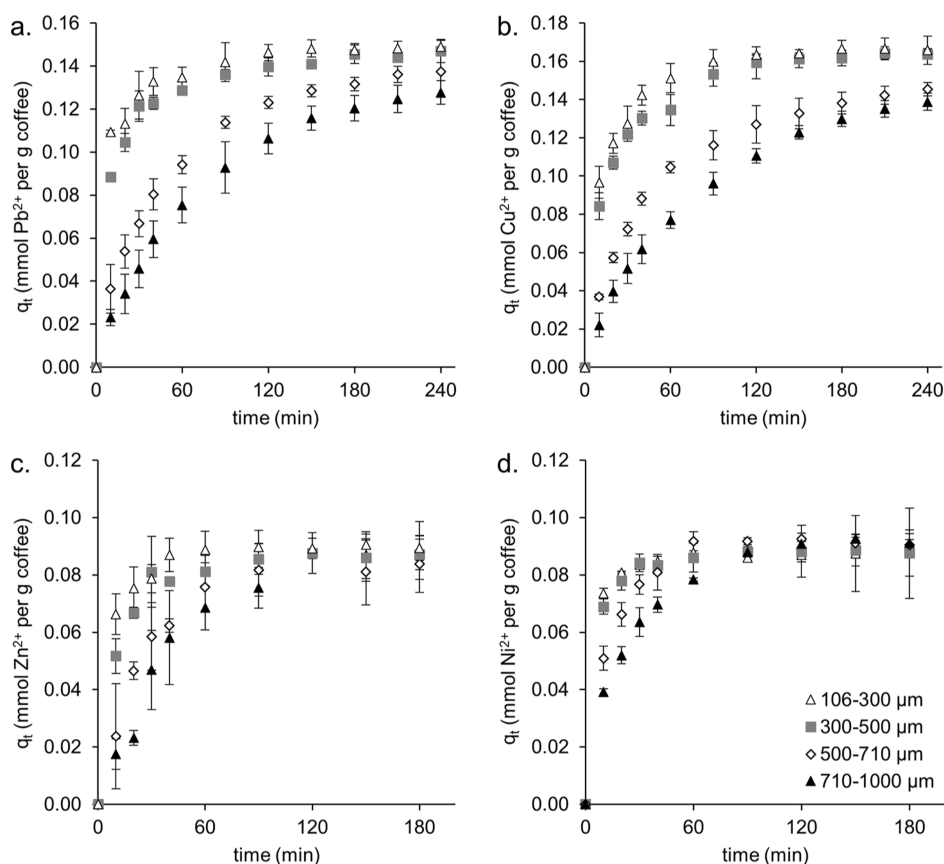 a.
q_t (mmol Pb²⁺ per g coffee)
0.16
0.14
0.12
0.10
0.08
0.06
0.04
0.02
0.00
0 60 120 180 240
time (min)
b.
q_t (mmol Cu²⁺ per g coffee)
0.18
0.16
0.14
0.12
0.10
0.08
0.06
0.04
0.02
0.00
0 60 120 180 240
time (min)
c.
q_t (mmol Zn²⁺ per g coffee)
0.12
0.10
0.08
0.06
0.04
0.02
0.00
0 60 120 180
time (min)
d.
q_t (mmol Ni²⁺ per g coffee)
0.12
0.10
0.08
0.06
0.04
0.02
0.00
0 60 120 180
time (min)
106-300 µm
300-500 µm
500-710 µm
710-1000 µm